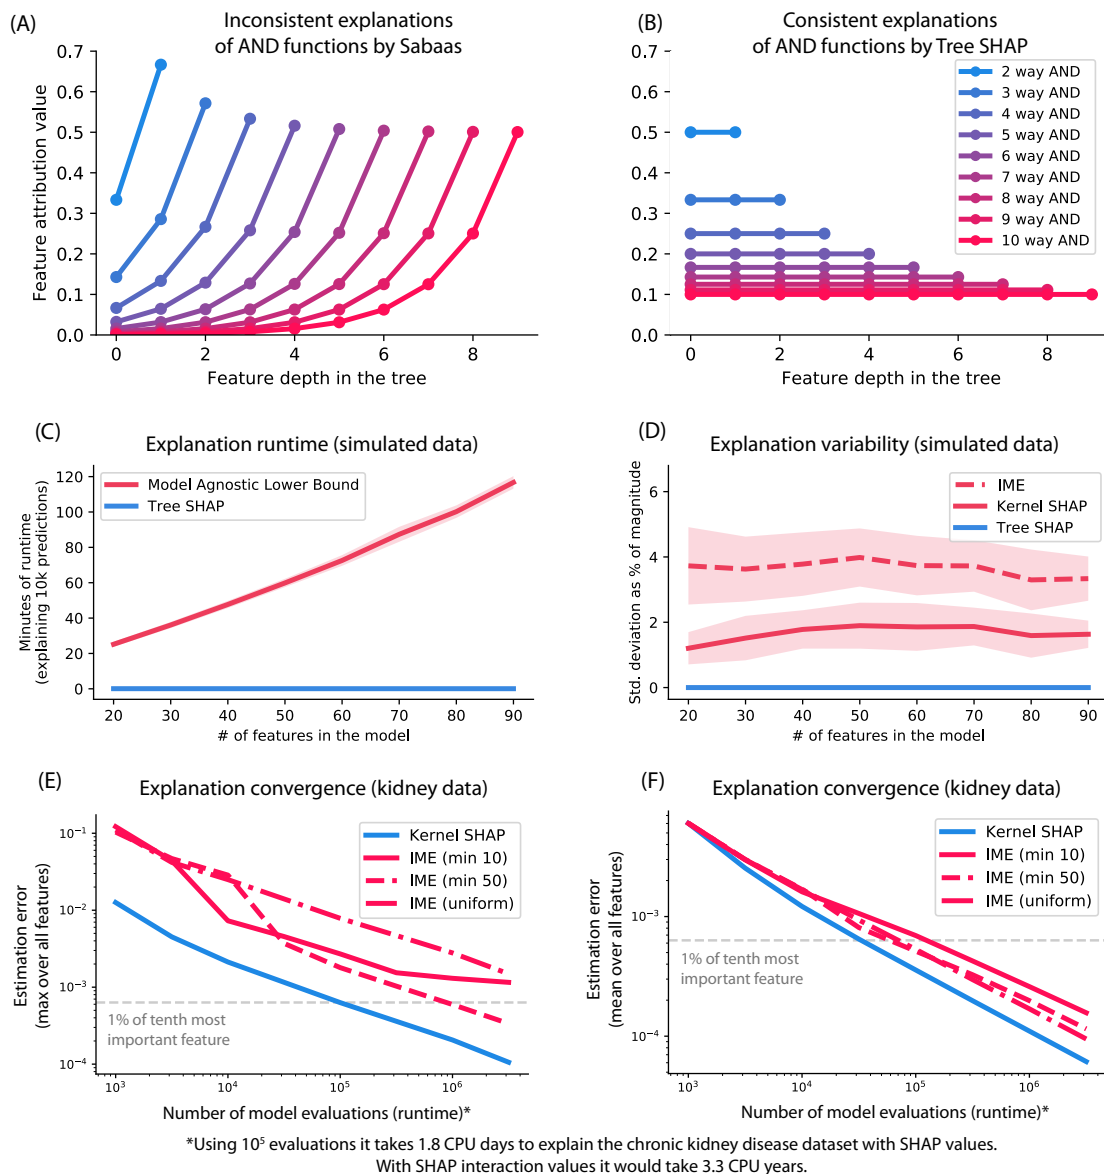 (A)
Inconsistent explanations
of AND functions by Sabaas
0.7
0.6
0.5
0.4
0.3
0.2
0.1
0.0
Feature attribution value
0 2 4 6 8
Feature depth in the tree
(B)
Consistent explanations
of AND functions by Tree SHAP
0.7
0.6
0.5
0.4
0.3
0.2
0.1
0.0
2 way AND
3 way AND
4 way AND
5 way AND
6 way AND
7 way AND
8 way AND
9 way AND
10 way AND
0 2 4 6 8
Feature depth in the tree
(C)
Explanation runtime (simulated data)
Minutes of runtime
(explaining 10k predictions)
120
100
80
60
40
20
0
Model Agnostic Lower Bound
Tree SHAP
20 30 40 50 60 70 80 90
# of features in the model
(D)
Explanation variability (simulated data)
Std. deviation as % of magnitude
6
4
2
0
IME
Kernel SHAP
Tree SHAP
20 30 40 50 60 70 80 90
# of features in the model
(E)
Explanation convergence (kidney data)
Estimation error
(max over all features)
10⁻¹
10⁻²
10⁻³
10⁻⁴
Kernel SHAP
IME (min 10)
IME (min 50)
IME (uniform)
1% of tenth most
important feature
10³ 10⁴ 10⁵ 10⁶
Number of model evaluations (runtime)*
(F)
Explanation convergence (kidney data)
Estimation error
(mean over all features)
10⁻³
10⁻⁴
Kernel SHAP
IME (min 10)
IME (min 50)
IME (uniform)
1% of tenth most
important feature
10³ 10⁴ 10⁵ 10⁶
Number of model evaluations (runtime)*
*Using 10⁵ evaluations it takes 1.8 CPU days to explain the chronic kidney disease dataset with SHAP values.
With SHAP interaction values it would take 3.3 CPU years.